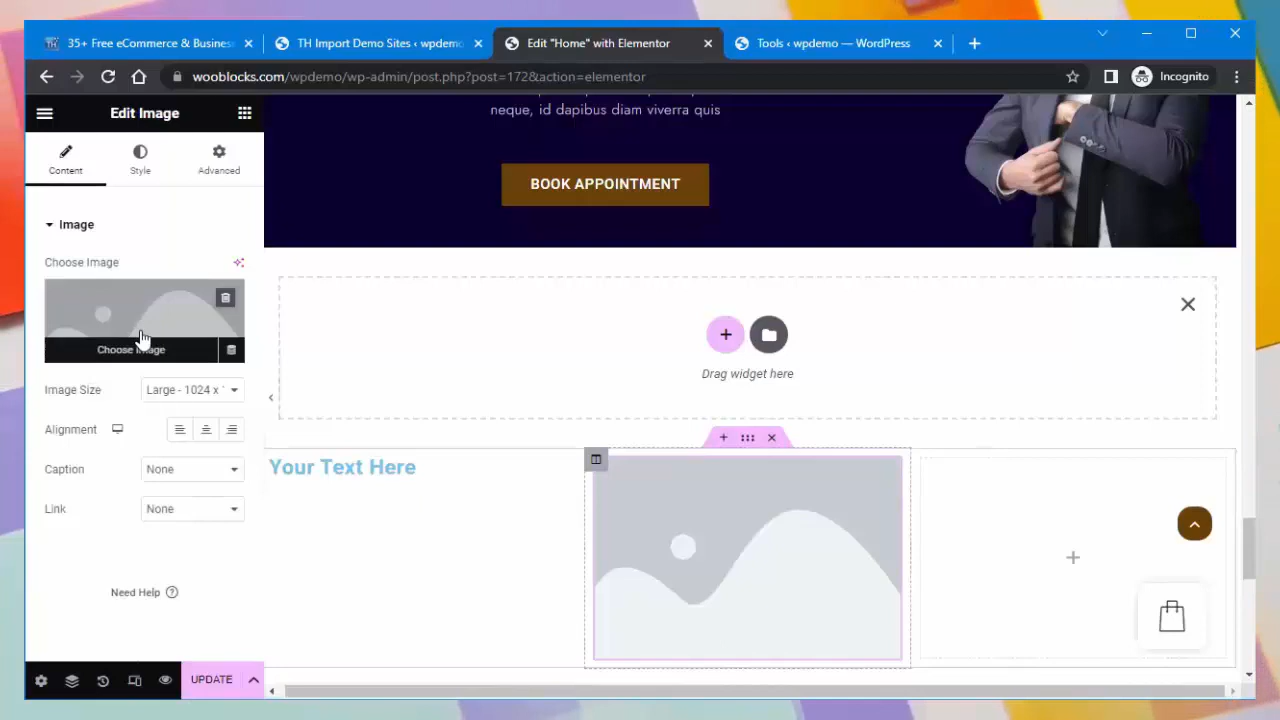 35+ Free eCommerce & Busines
TH Import Demo Sites ‹ wpdemo
Edit "Home" with Elementor
Tools ‹ wpdemo — WordPress
wooblocks.com/wpdemo/wp-admin/post.php?post=172&action=elementor
Incognito
Edit Image
Content
Style
Advanced
Image
Choose Image
Choose Image
Image Size
Large - 1024 x
Alignment
Caption
None
Link
None
Need Help
UPDATE
neque, id dapibus diam viverra quis
BOOK APPOINTMENT
Drag widget here
Your Text Here